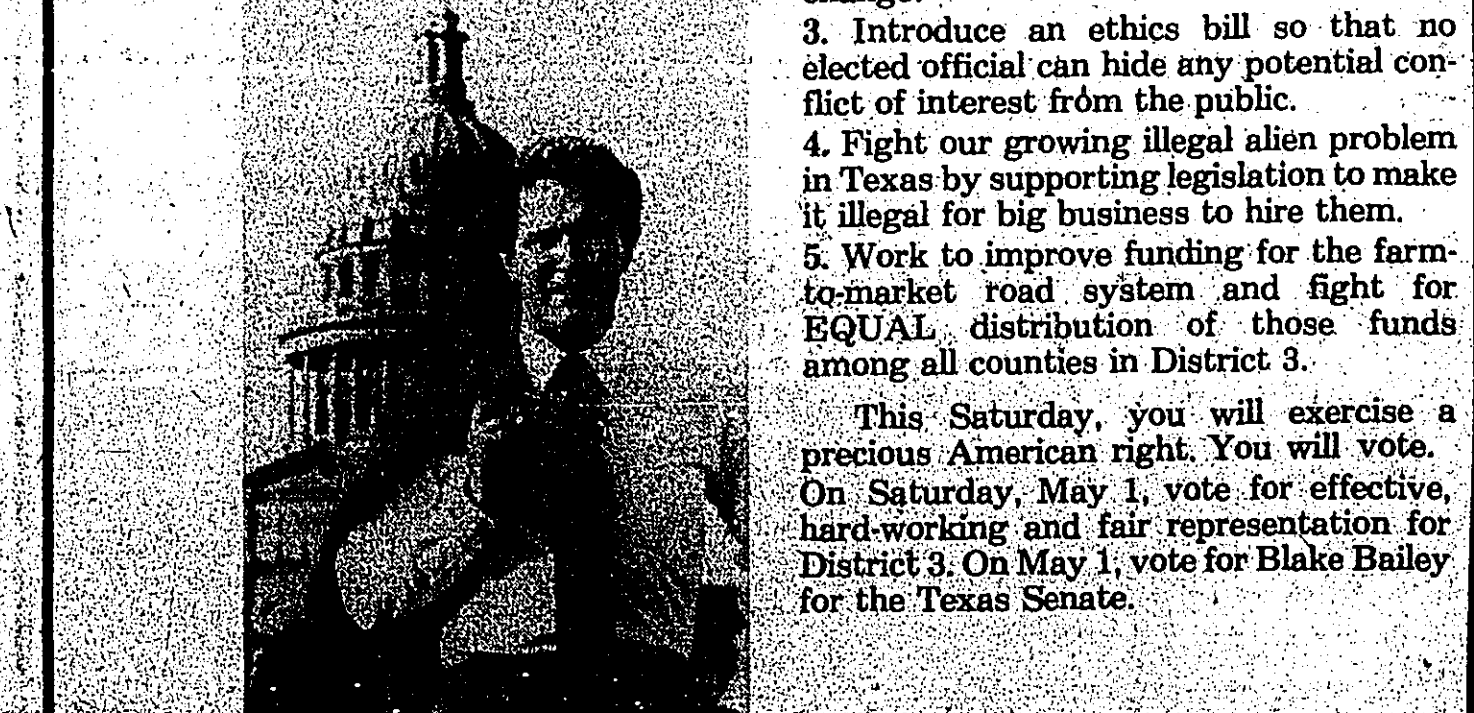 change.
3. Introduce an ethics bill so that no
elected official can hide any potential con-
flict of interest from the public.
4. Fight our growing illegal alien problem
in Texas by supporting legislation to make
it illegal for big business to hire them.
5. Work to improve funding for the farm-
to-market road system and fight for
EQUAL distribution of those funds
among all counties in District 3.
This Saturday, you will exercise a
precious American right. You will vote.
On Saturday, May 1, vote for effective,
hard-working and fair representation for
District 3. On May 1, vote for Blake Bailey
for the Texas Senate.